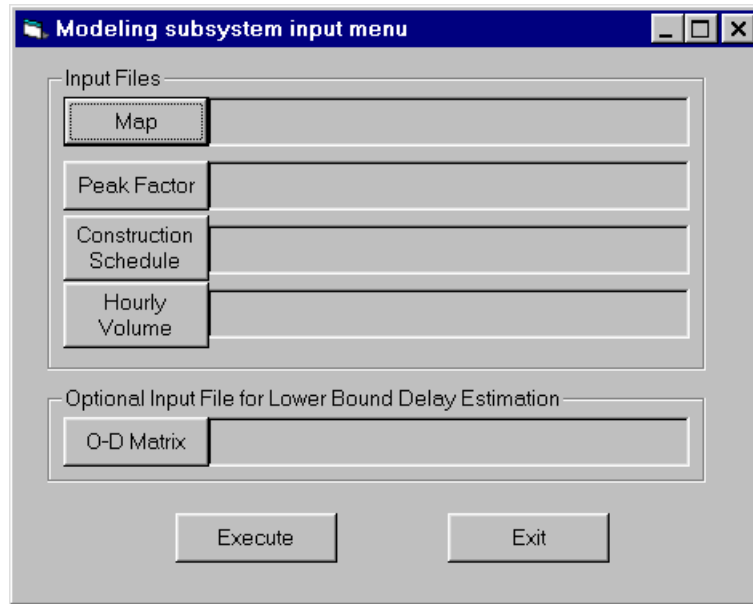 Modeling subsystem input menu
Input Files
Map
Peak Factor
Construction
Schedule
Hourly
Volume
Optional Input File for Lower Bound Delay Estimation
O-D Matrix
Execute
Exit